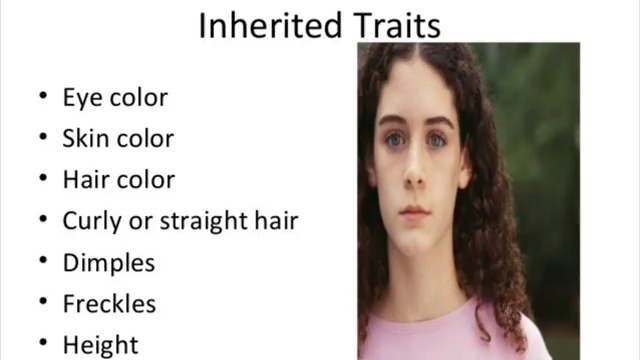 Inherited Traits
• Eye color
• Skin color
• Hair color
• Curly or straight hair
• Dimples
• Freckles
• Height